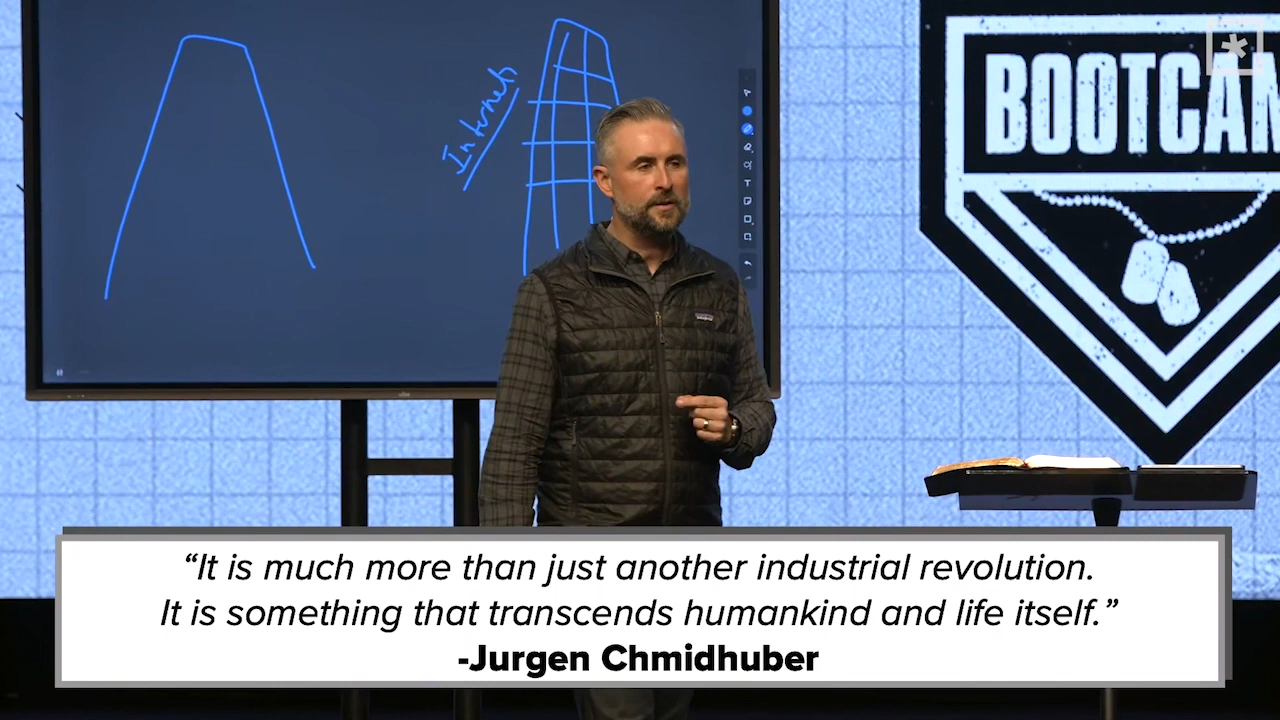 Internets
BOOTCAM
“It is much more than just another industrial revolution.
It is something that transcends humankind and life itself.”
-Jurgen Chmidhuber